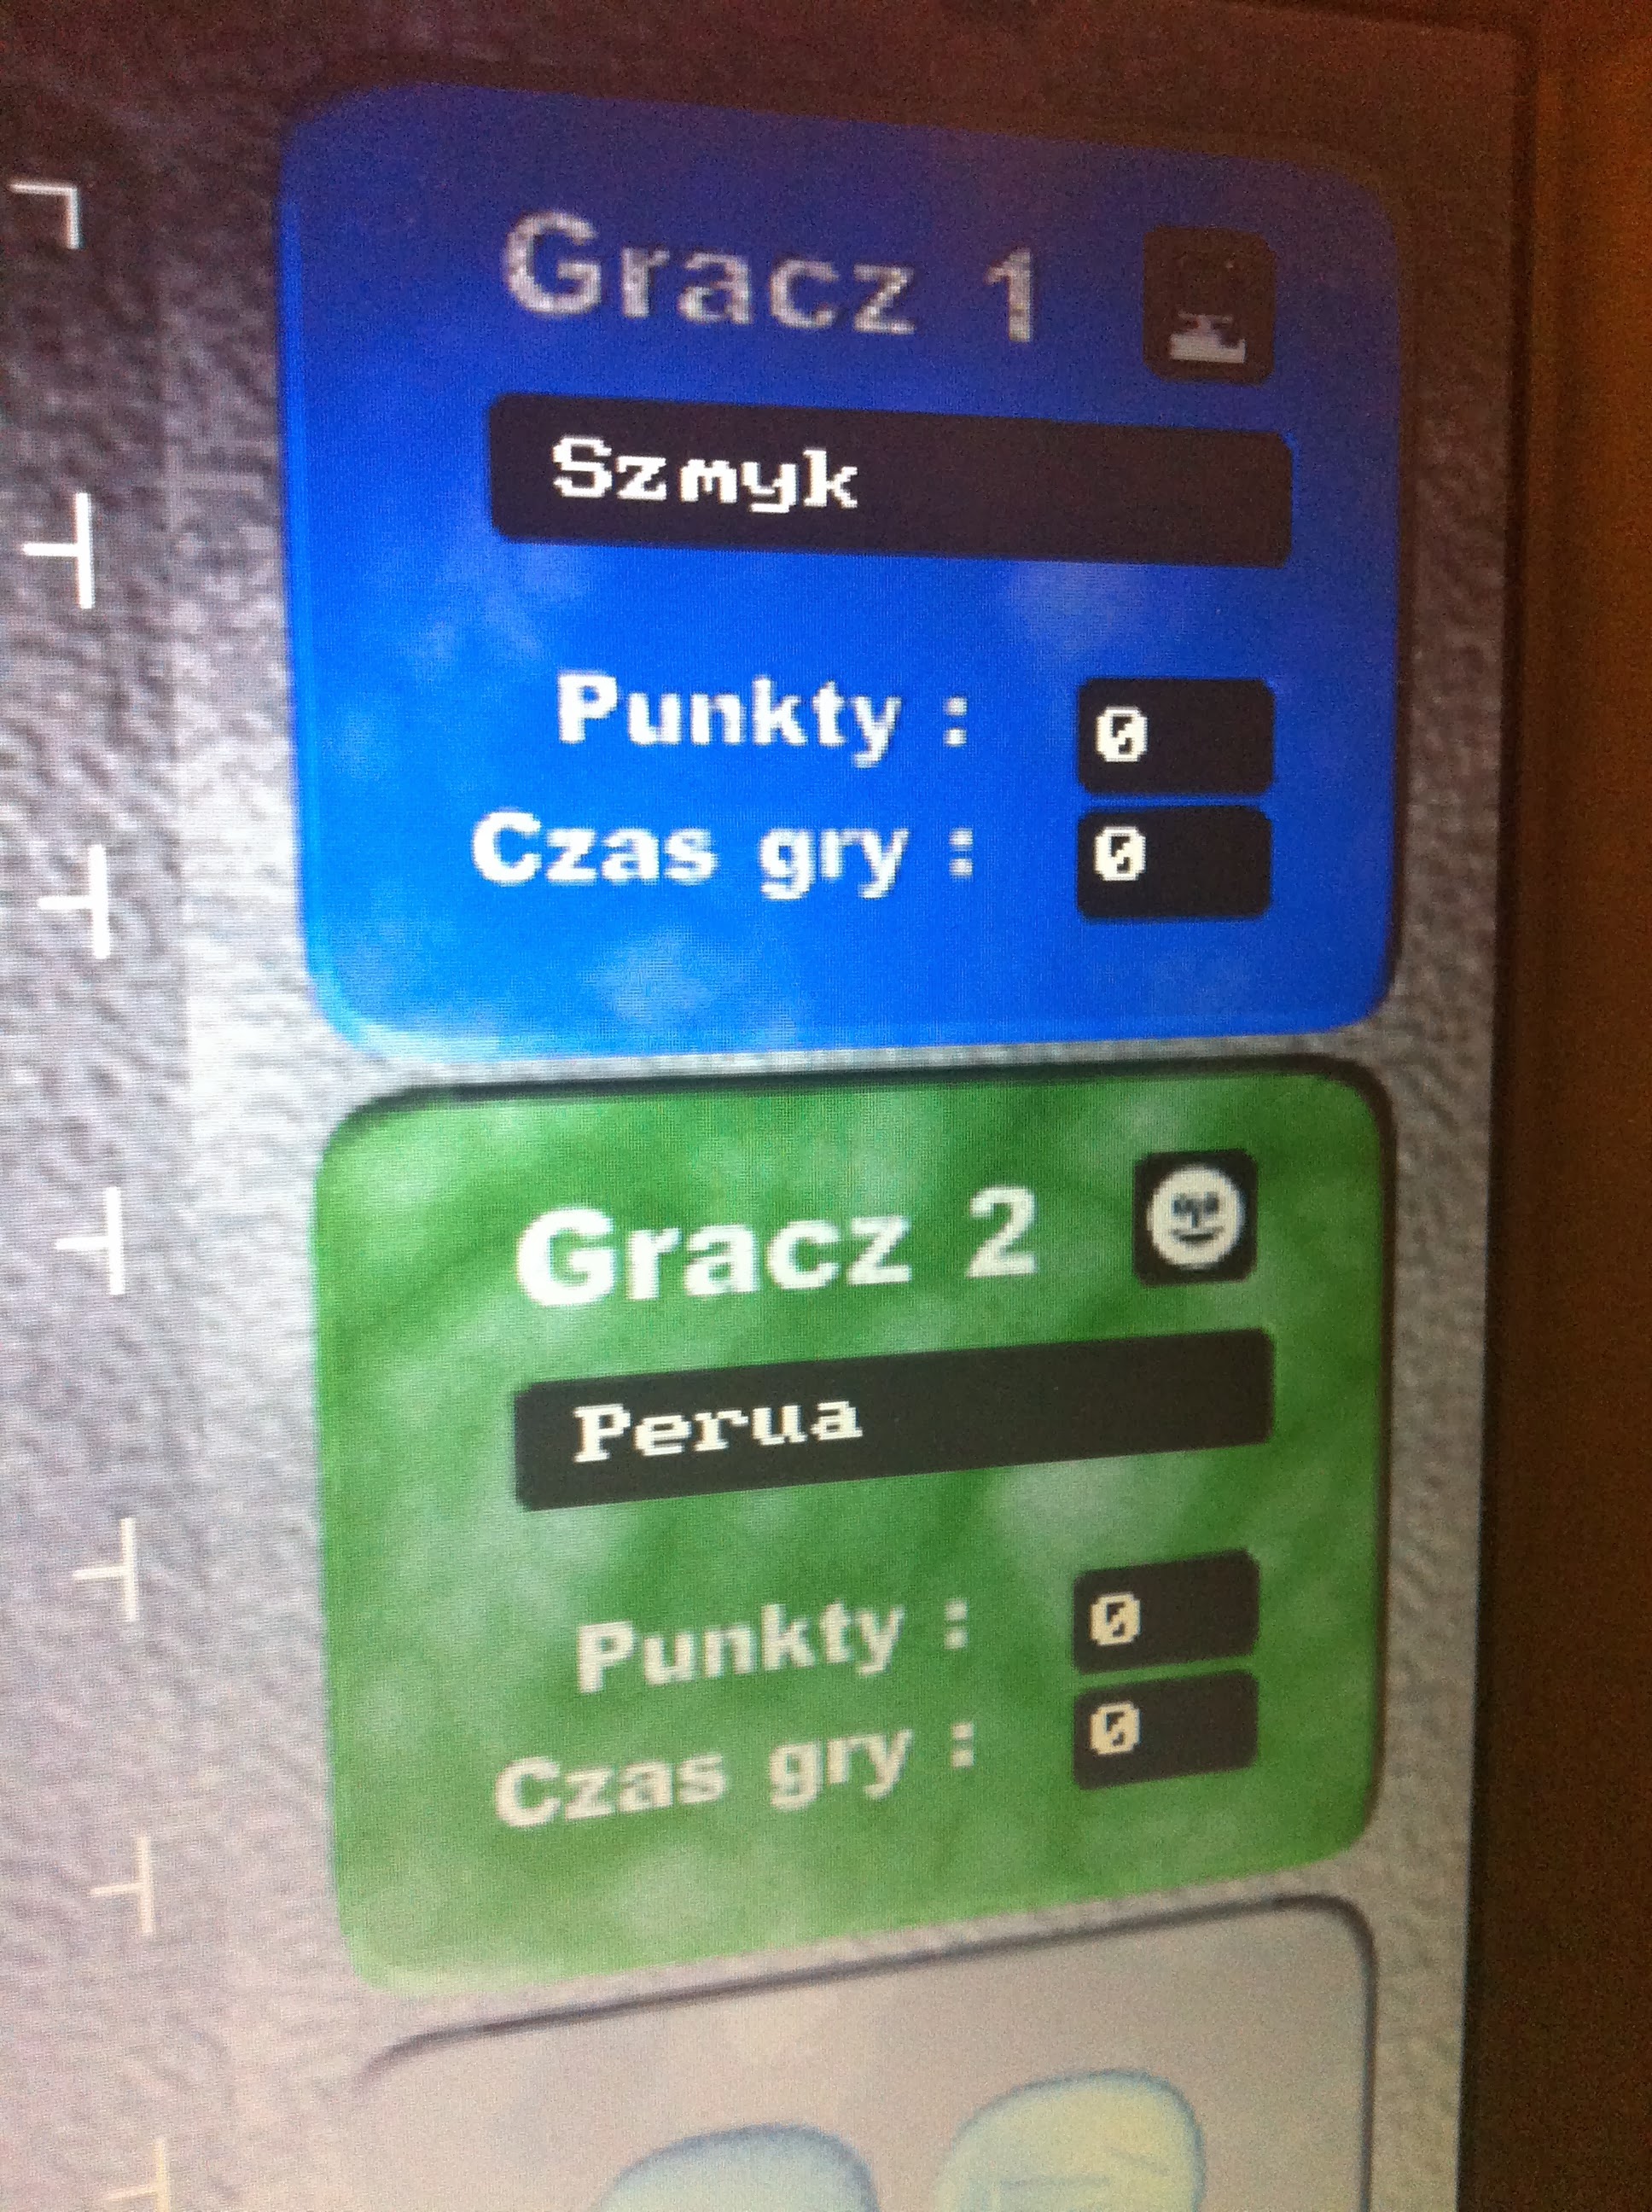 Gracz 1
Szmyk
Punkty : 0
Czas gry : 0
Gracz 2
Perua
Punkty : 0
Czas gry : 0